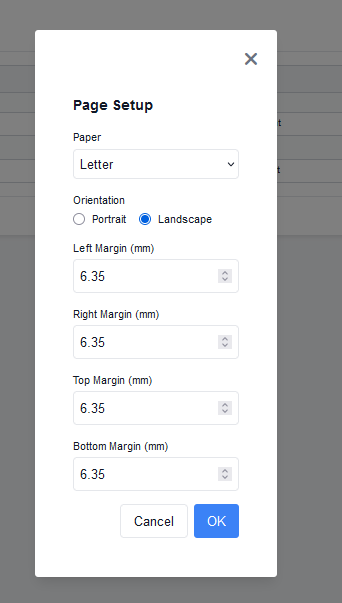 Page Setup
Paper
Letter
Orientation
Portrait Landscape
Left Margin (mm)
6.35
Right Margin (mm)
6.35
Top Margin (mm)
6.35
Bottom Margin (mm)
6.35
Cancel OK